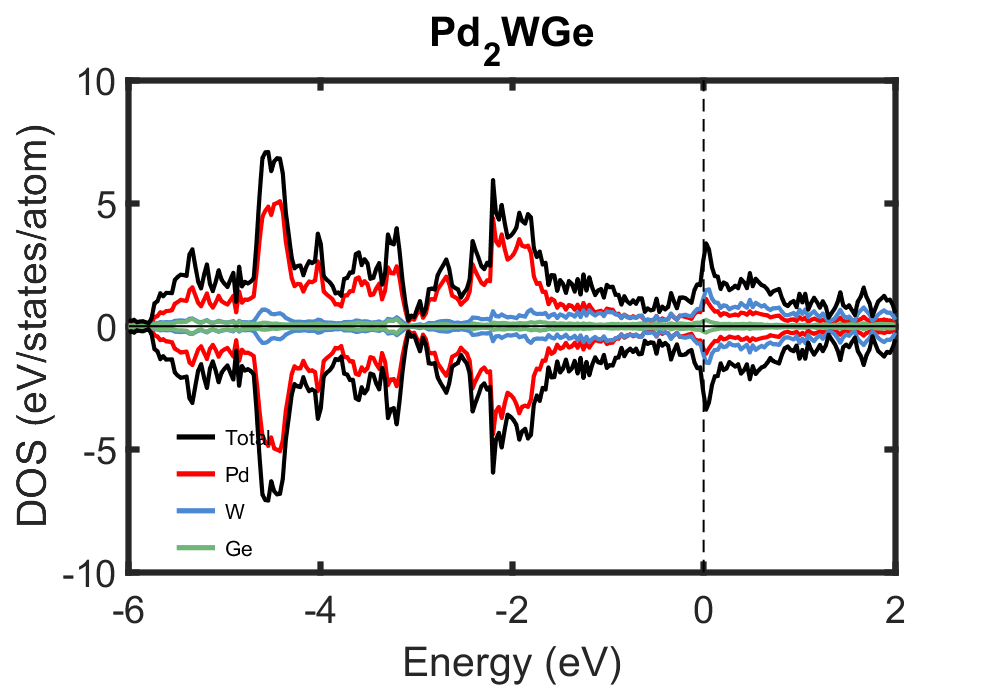 Pd₂WGe
DOS (eV/states/atom)
10
5
0
-5
-10
Total
Pd
W
Ge
-6 -4 -2 0 2
Energy (eV)